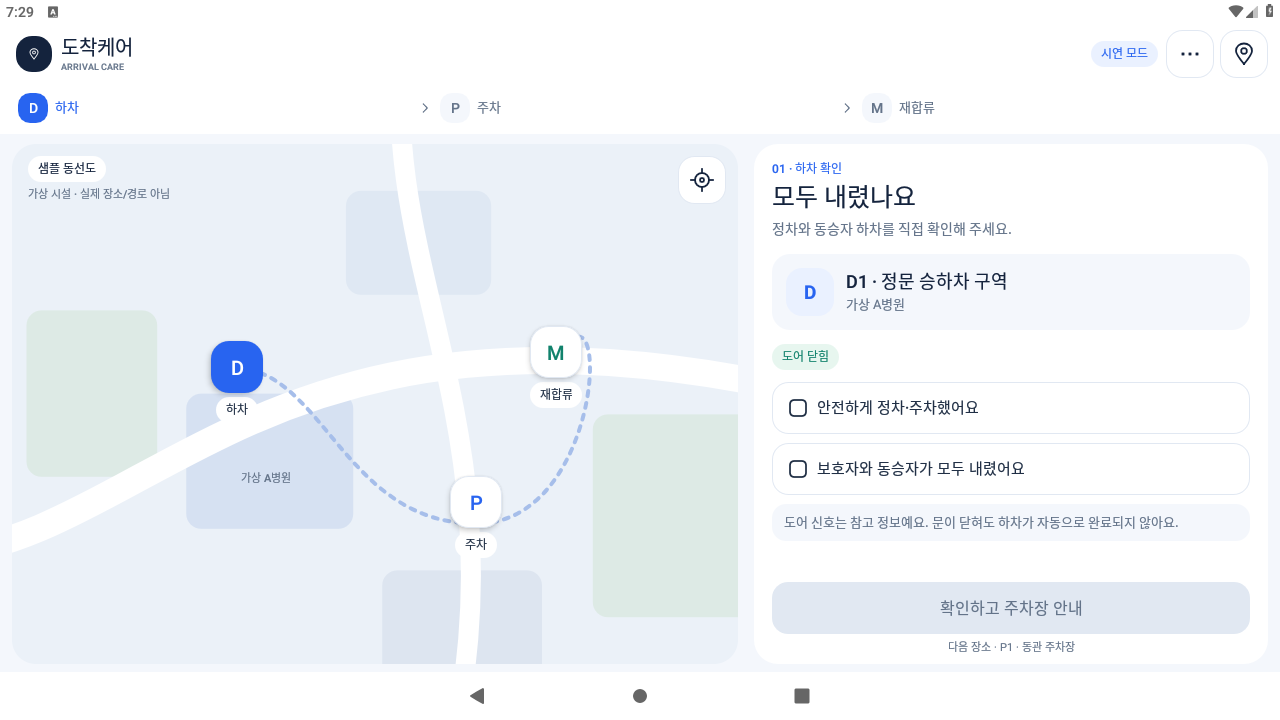 7:29
도착케어
ARRIVAL CARE
시연 모드
D 하차
P 주차
M 재합류
샘플 동선도
가상 시설 · 실제 장소/경로 아님
D
하차
M
재합류
가상 A병원
P
주차
01 · 하차 확인
모두 내렸나요
정차와 동승자 하차를 직접 확인해 주세요.
D
D1 · 정문 승하차 구역
가상 A병원
도어 닫힘
안전하게 정차·주차했어요
보호자와 동승자가 모두 내렸어요
도어 신호는 참고 정보예요. 문이 닫혀도 하차가 자동으로 완료되지 않아요.
확인하고 주차장 안내
다음 장소 · P1 · 동관 주차장